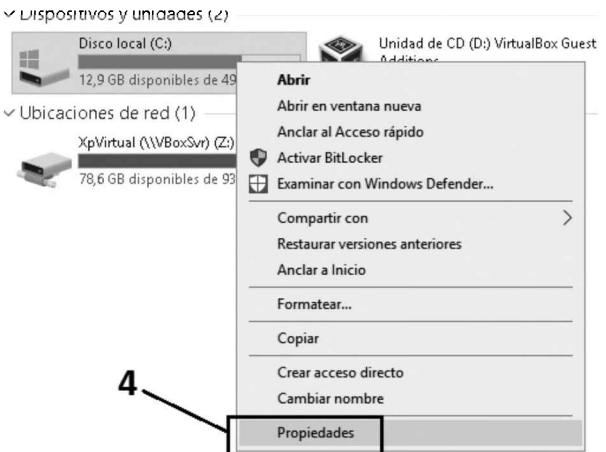 Dispositivos y unidades (2)
Disco local (C:)
12,9 GB disponibles de 49
Unidad de CD (D:) VirtualBox Guest
Additions
Ubicaciones de red (1)
XpVirtual (\\VBoxSvr) (Z:)
78,6 GB disponibles de 93
Abrir
Abrir en ventana nueva
Anclar al Acceso rápido
Activar BitLocker
Examinar con Windows Defender...
Compartir con
Restaurar versiones anteriores
Anclar a Inicio
Formatear...
Copiar
Crear acceso directo
Cambiar nombre
4
Propiedades